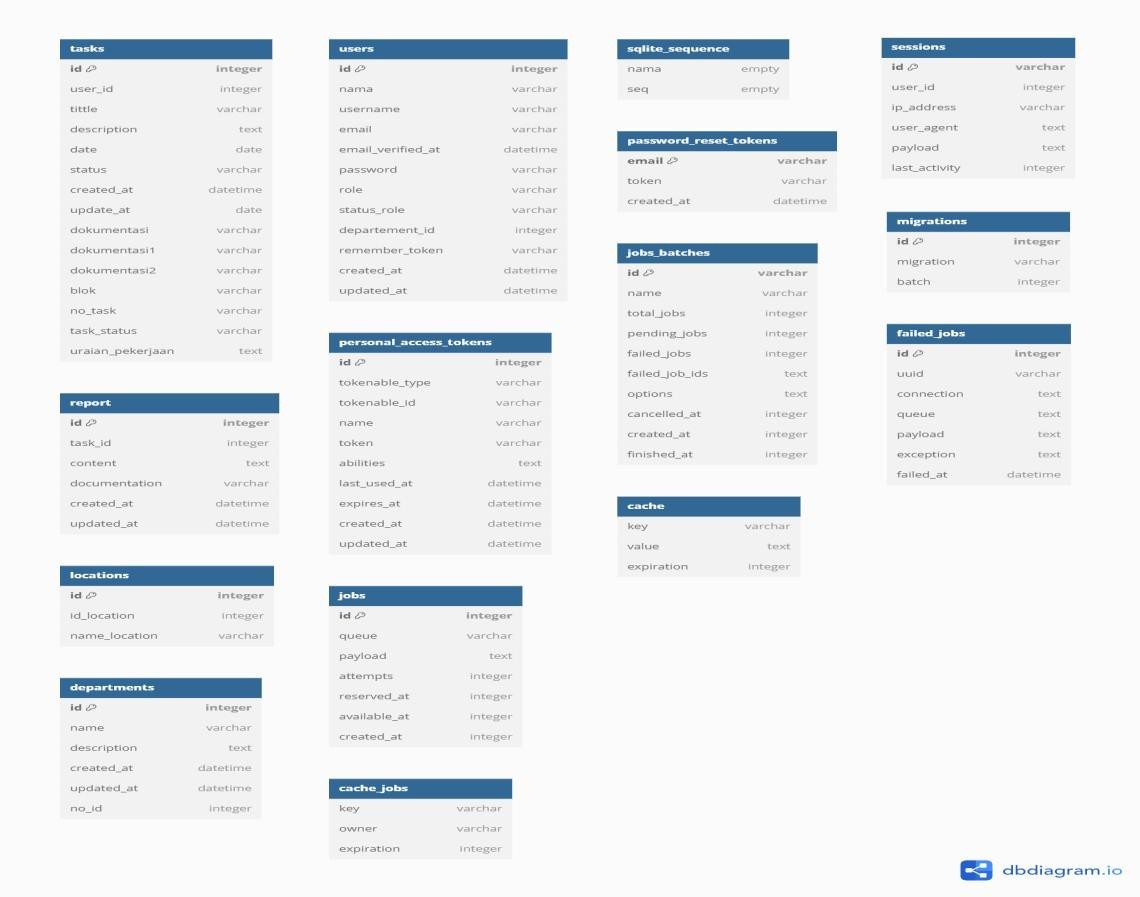 tasks
id integer
user_id integer
tittle varchar
description text
date date
status varchar
created_at datetime
update_at date
dokumentasi varchar
dokumentasi1 varchar
dokumentasi2 varchar
blok varchar
no_task varchar
task_status varchar
uraian_pekerjaan text
report
id integer
task_id integer
content text
documentation varchar
created_at datetime
updated_at datetime
locations
id integer
id_location integer
name_location varchar
departments
id integer
name varchar
description text
created_at datetime
updated_at datetime
no_id integer
users
id integer
nama varchar
username varchar
email varchar
email_verified_at datetime
password varchar
role varchar
status_role varchar
departement_id integer
remember_token varchar
created_at datetime
updated_at datetime
personal_access_tokens
id integer
tokenable_type varchar
tokenable_id varchar
name varchar
token varchar
abilities text
last_used_at datetime
expires_at datetime
created_at datetime
updated_at datetime
jobs
id integer
queue varchar
payload text
attempts integer
reserved_at integer
available_at integer
created_at integer
cache_jobs
key varchar
owner varchar
expiration integer
sqlite_sequence
nama empty
seq empty
password_reset_tokens
email varchar
token varchar
created_at datetime
jobs_batches
id varchar
name varchar
total_jobs integer
pending_jobs integer
failed_jobs integer
failed_job_ids text
options text
cancelled_at integer
created_at integer
finished_at integer
cache
key varchar
value text
expiration integer
sessions
id varchar
user_id integer
ip_address varchar
user_agent text
payload text
last_activity integer
migrations
id integer
migration varchar
batch integer
failed_jobs
id integer
uuid varchar
connection text
queue text
payload text
exception text
failed_at datetime
dbdiagram.io